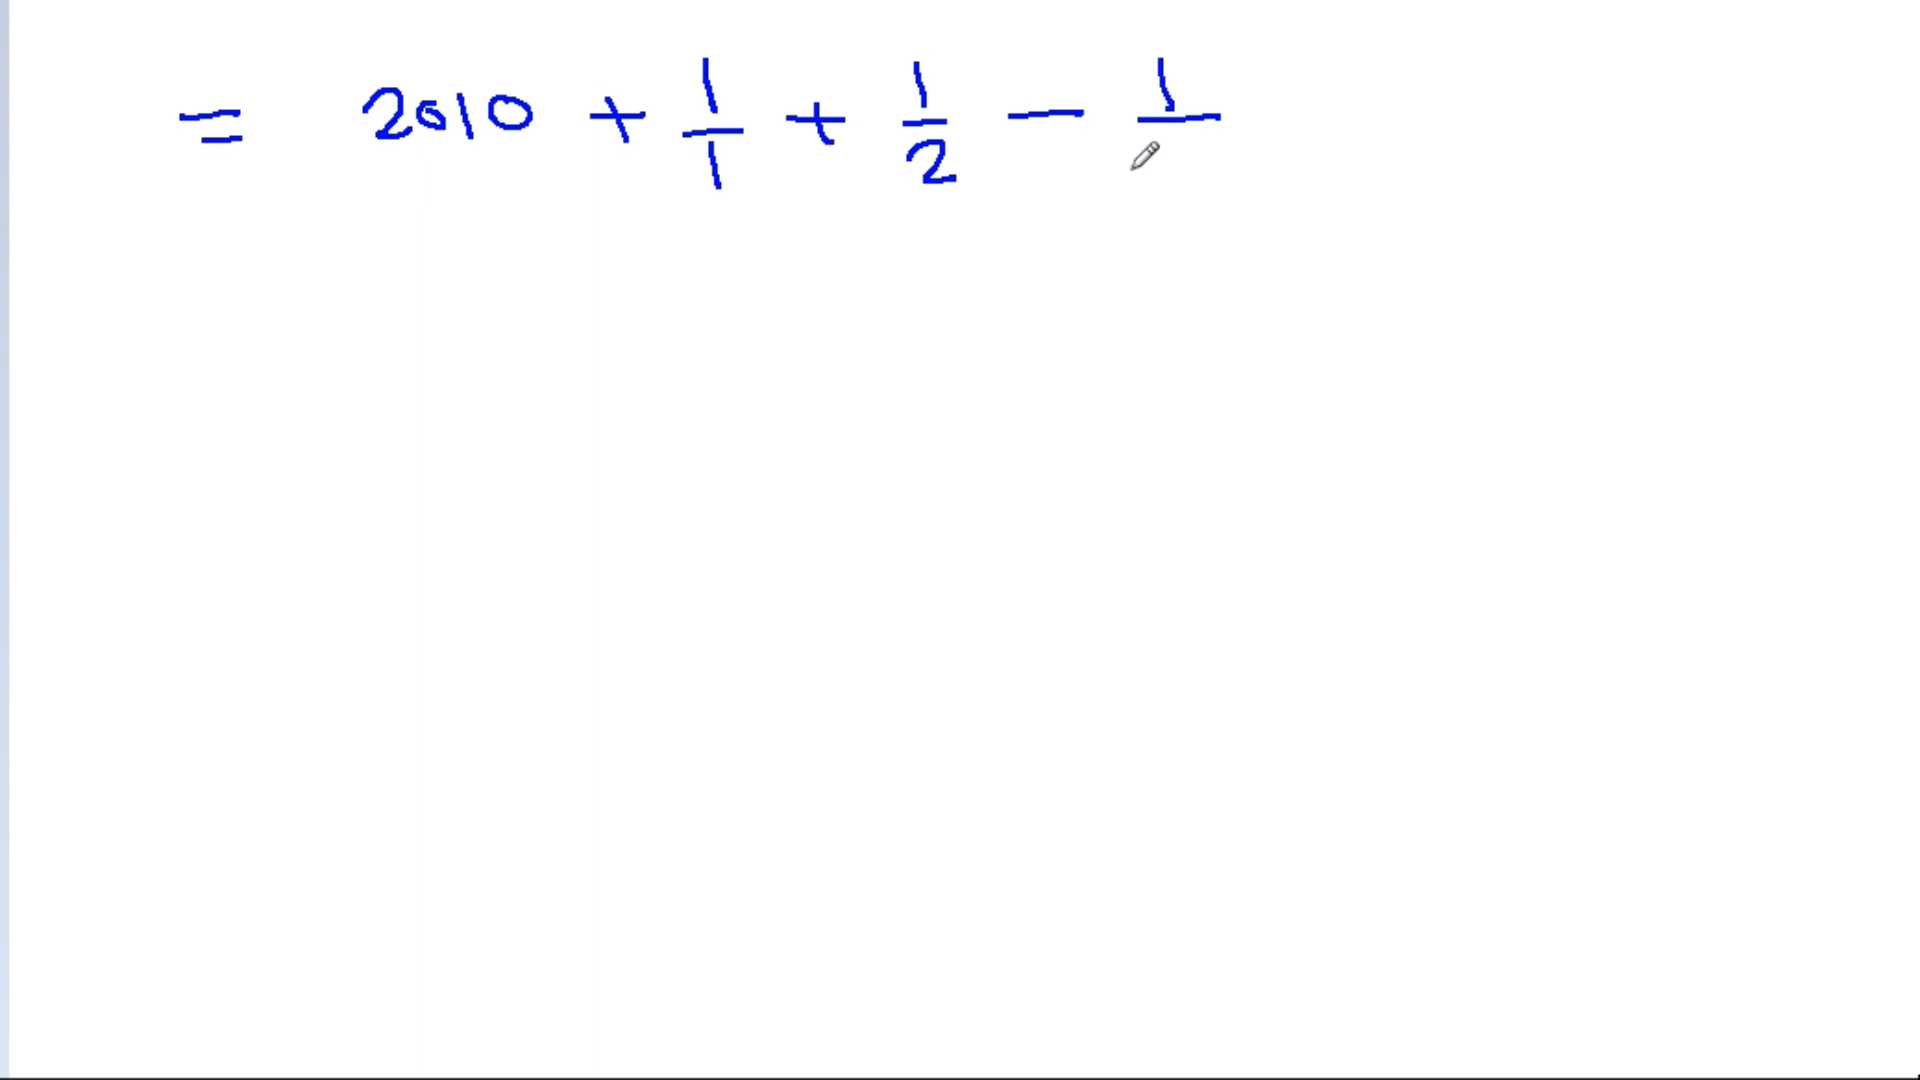 = 2010 + 1/1 + 1/2 - 1/